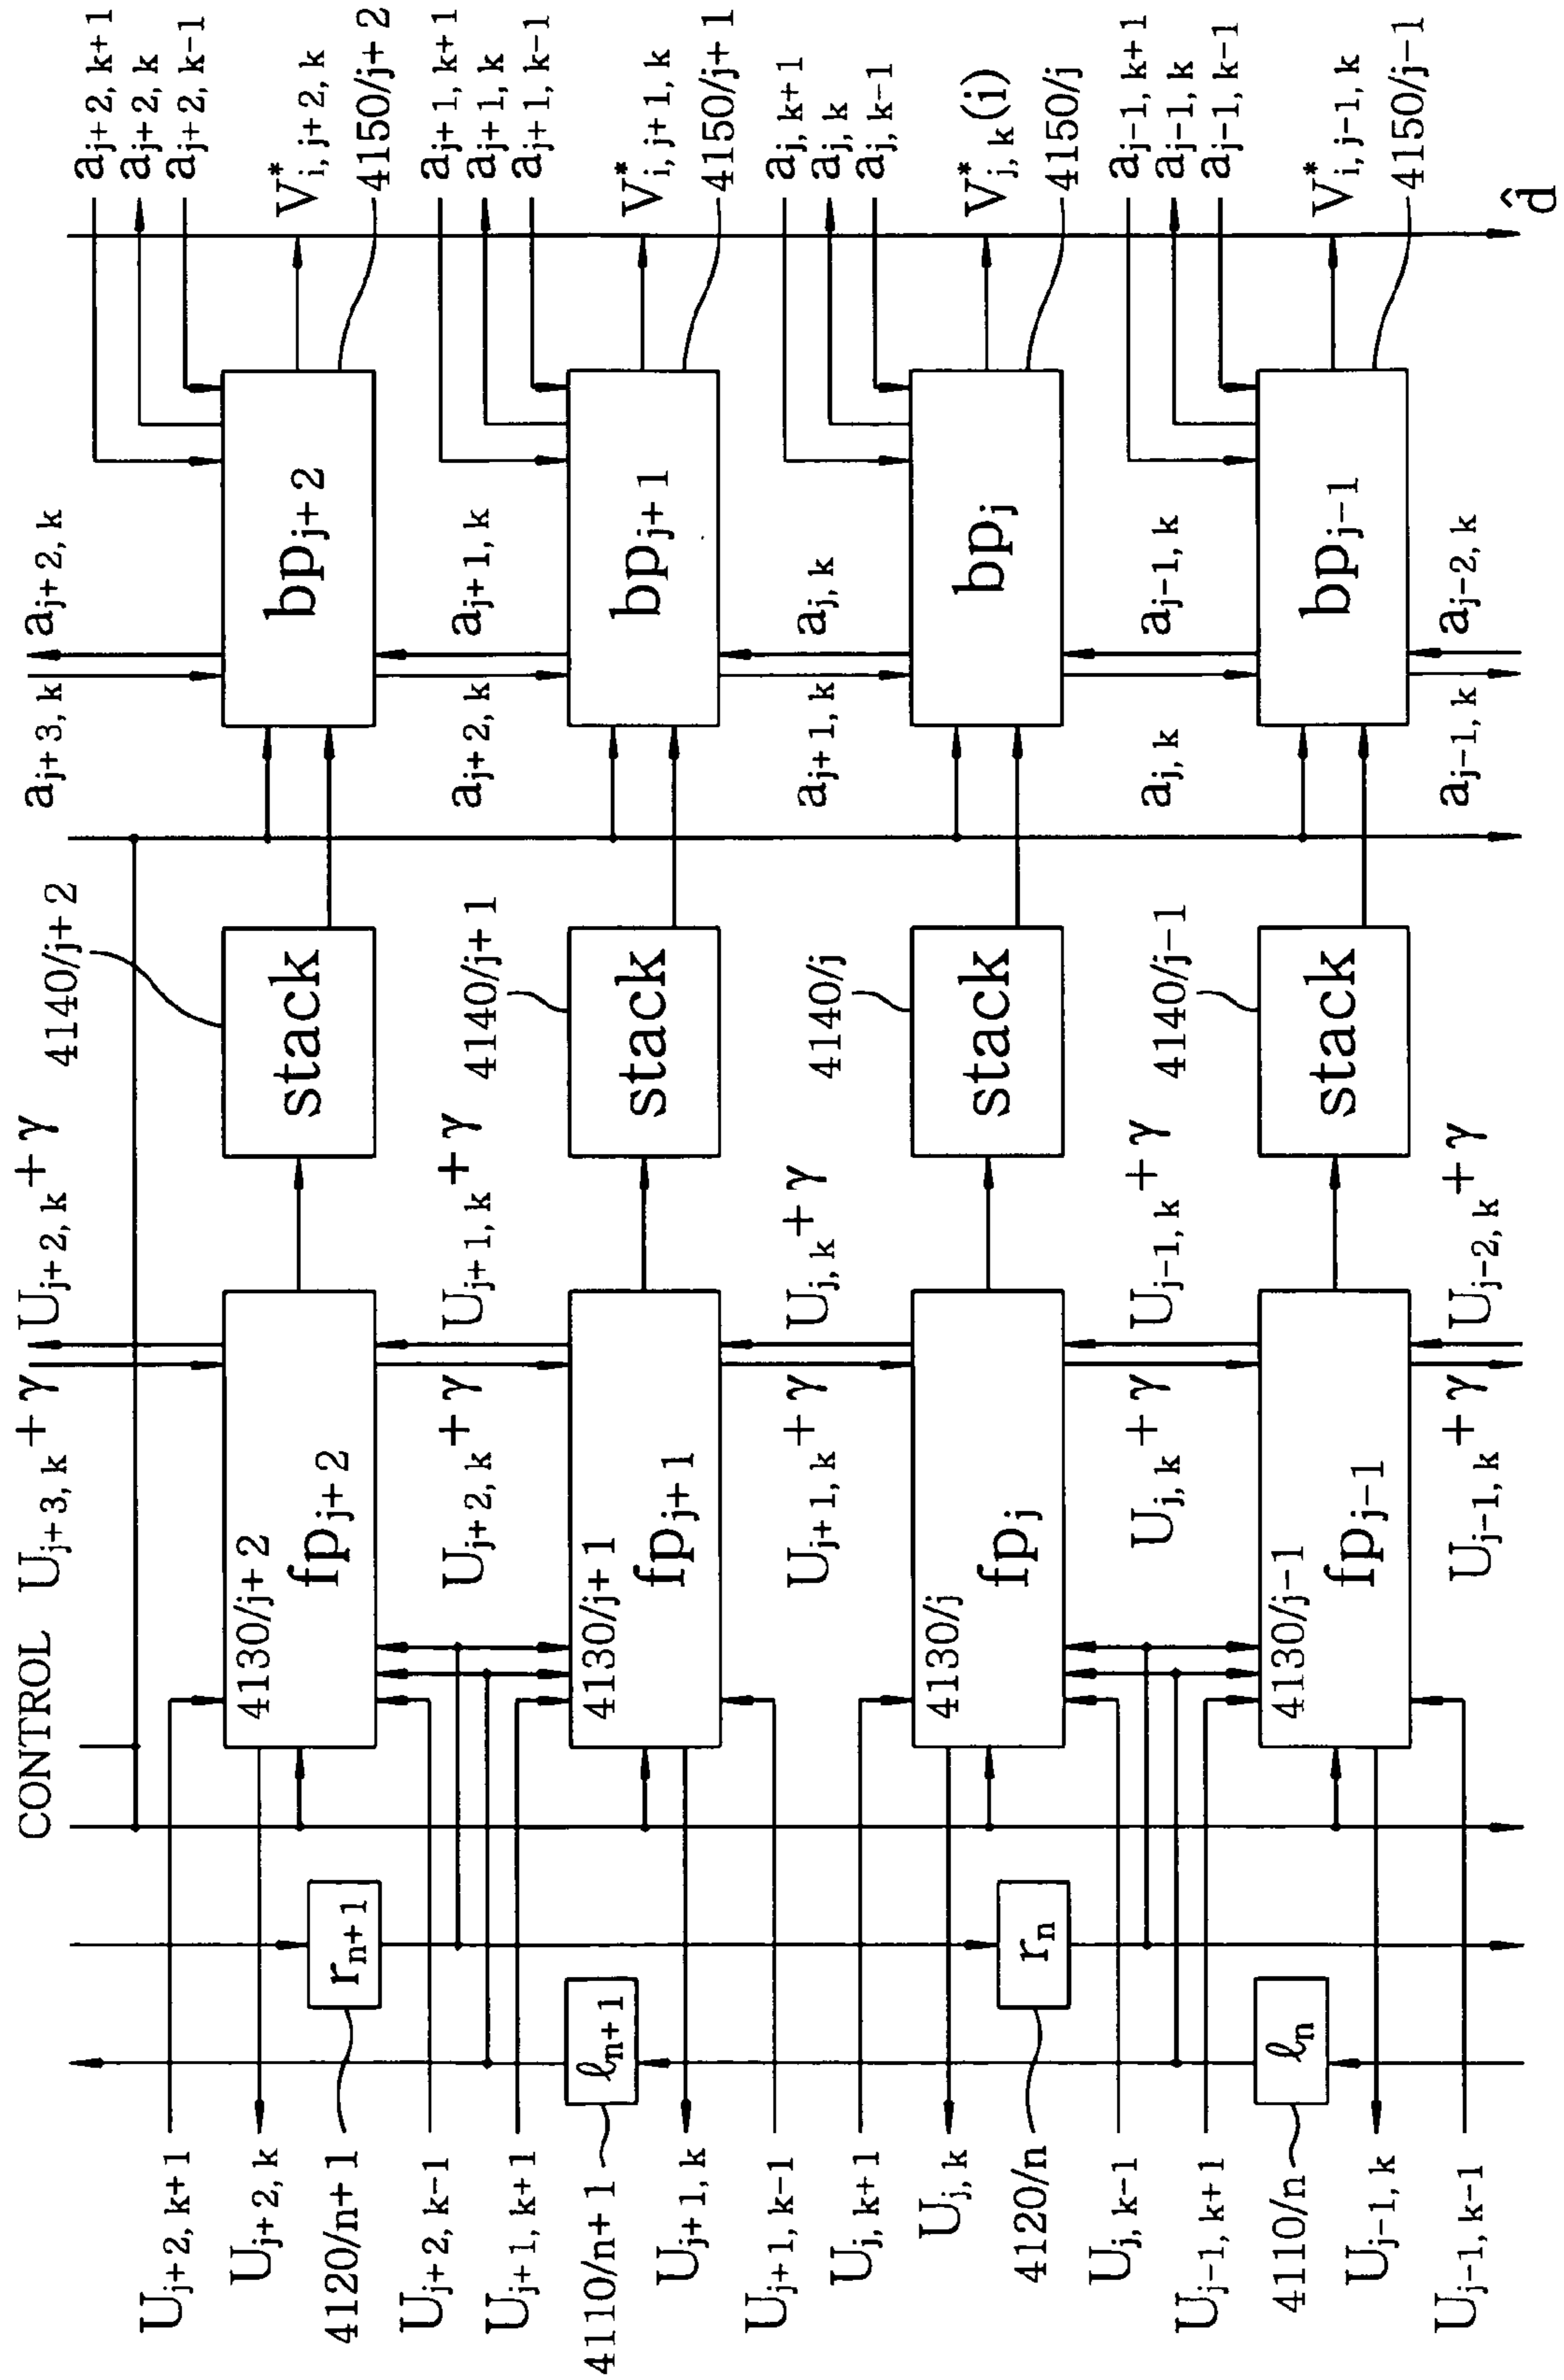 CONTROL
U_{j+3, k} + γ
U_{j+2, k} + γ
4140/j+2
a_{j+3, k}
a_{j+2, k}
a_{j+2, k+1}
a_{j+2, k}
a_{j+2, k-1}
U_{j+2, k+1}
U_{j+2, k}
4120/n+1
U_{j+2, k-1}
r_{n+1}
4130/j+2
fp_{j+2}
stack
bp_{j+2}
V*_{i, j+2, k}
4150/j+2
U_{j+2, k} + γ
U_{j+1, k} + γ
4140/j+1
a_{j+2, k}
a_{j+1, k}
a_{j+1, k+1}
a_{j+1, k}
a_{j+1, k-1}
U_{j+1, k+1}
4110/n+1
U_{j+1, k}
U_{j+1, k-1}
ℓ_{n+1}
4130/j+1
fp_{j+1}
stack
bp_{j+1}
V*_{i, j+1, k}
4150/j+1
U_{j+1, k} + γ
U_{j, k} + γ
4140/j
a_{j+1, k}
a_{j, k}
a_{j, k+1}
a_{j, k}
a_{j, k-1}
U_{j, k+1}
U_{j, k}
4120/n
U_{j, k-1}
r_n
4130/j
fp_j
stack
bp_j
V*_{j, k}(i)
4150/j
U_{j, k} + γ
U_{j-1, k} + γ
4140/j-1
a_{j, k}
a_{j-1, k}
a_{j-1, k+1}
a_{j-1, k}
a_{j-1, k-1}
U_{j-1, k+1}
4110/n
U_{j-1, k}
U_{j-1, k-1}
ℓ_n
4130/j-1
fp_{j-1}
stack
bp_{j-1}
V*_{i, j-1, k}
4150/j-1
U_{j-1, k} + γ
U_{j-2, k} + γ
a_{j-1, k}
a_{j-2, k}
d̂